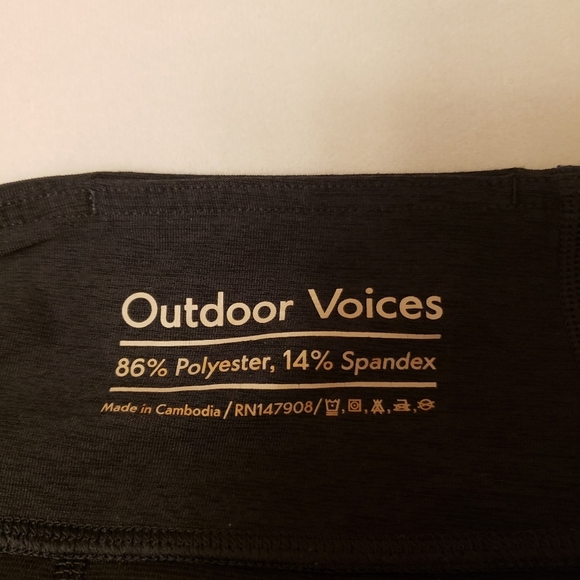 Outdoor Voices
86% Polyester, 14% Spandex
Made in Cambodia/RN147908/